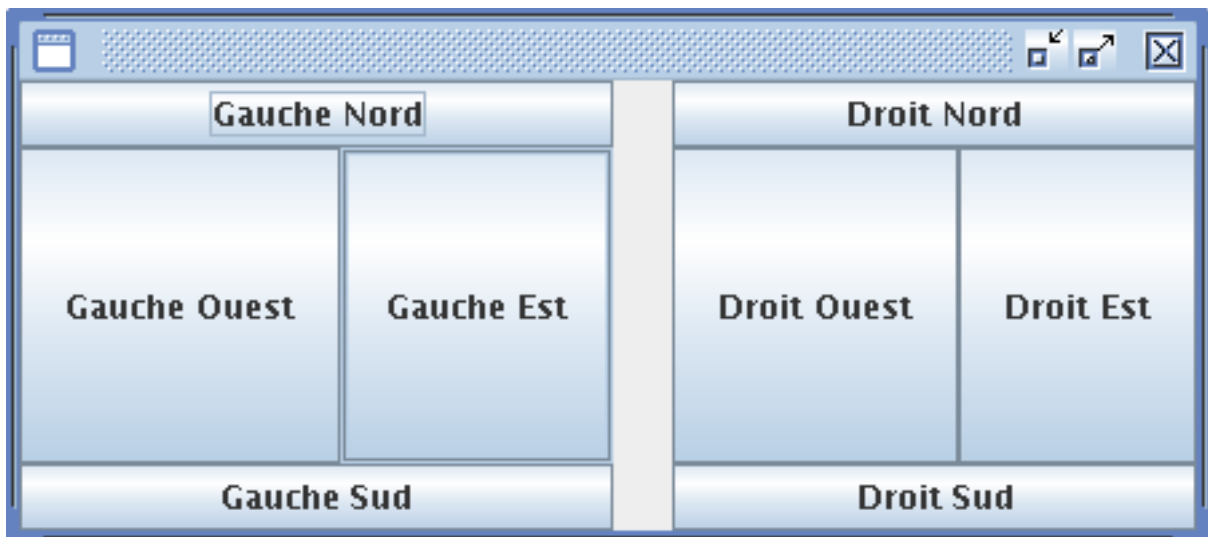 Gauche Nord
Droit Nord
Gauche Ouest
Gauche Est
Droit Ouest
Droit Est
Gauche Sud
Droit Sud